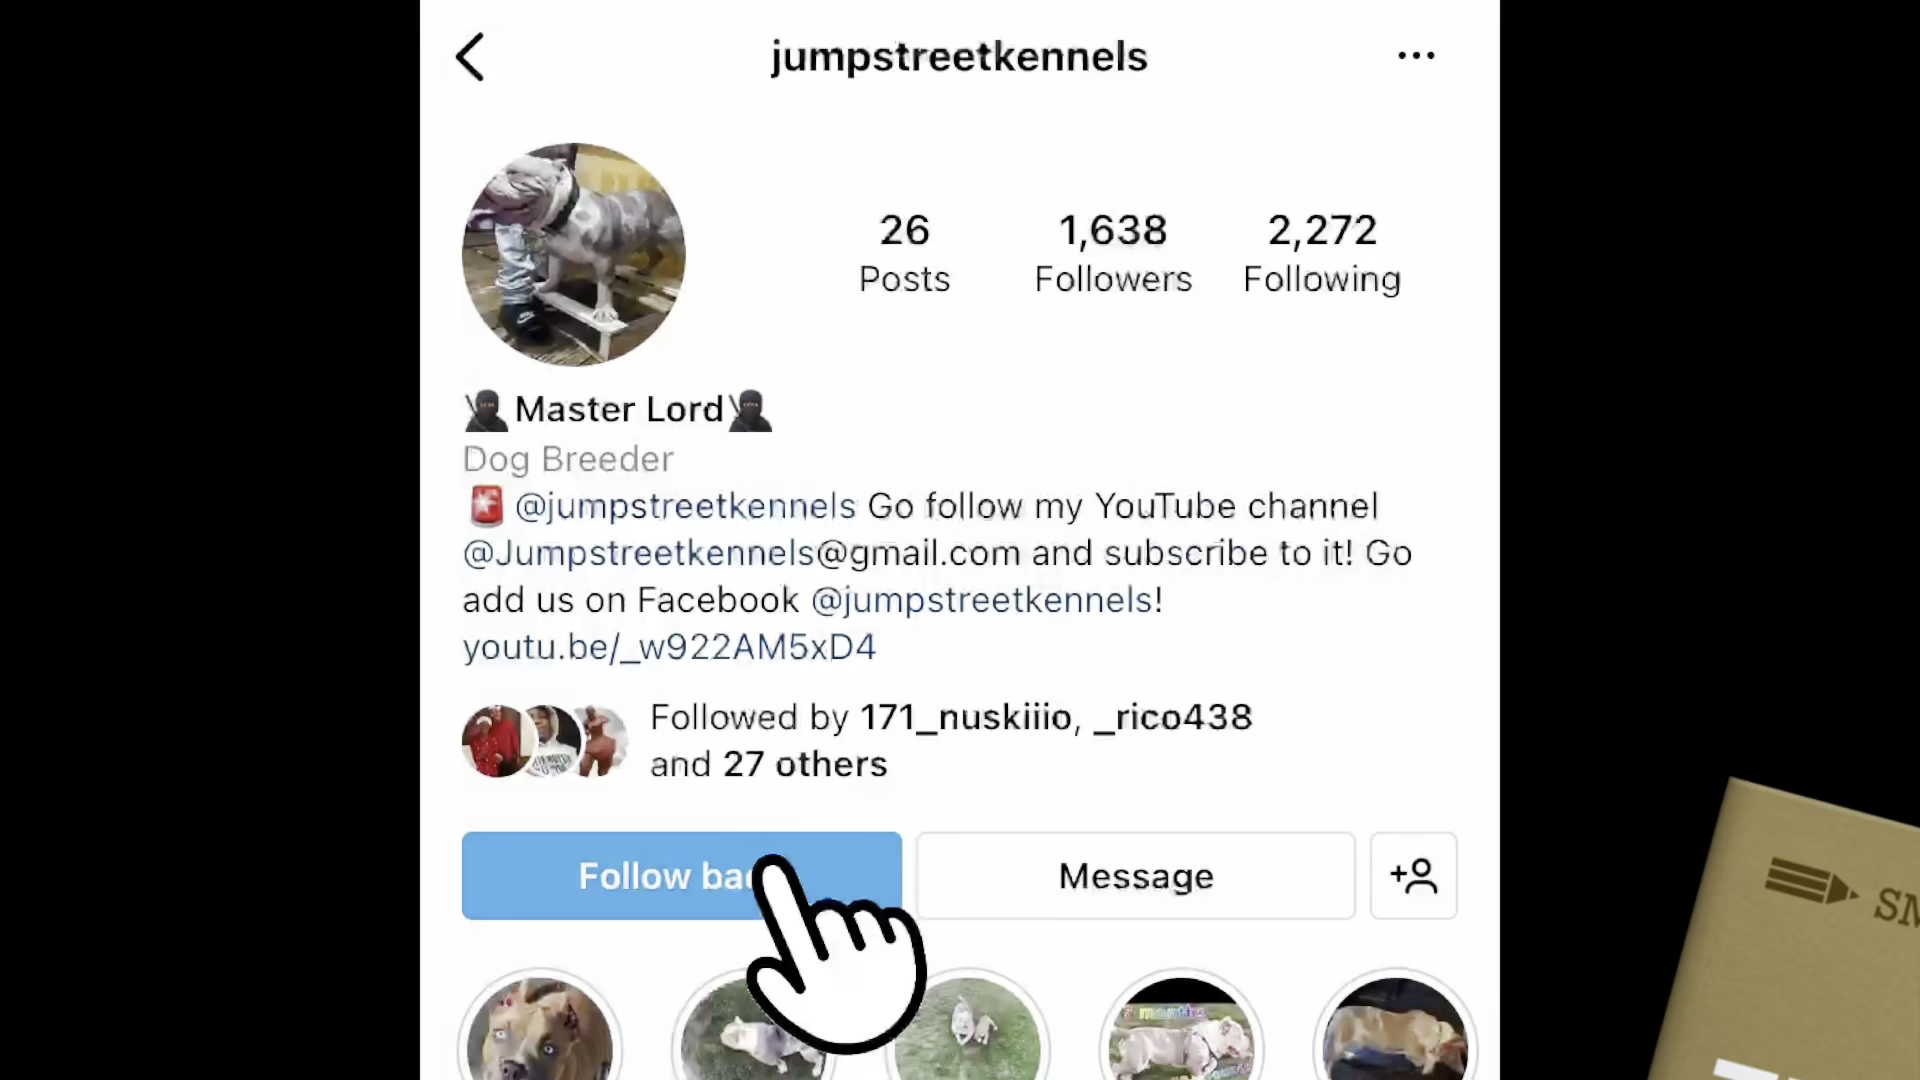 jumpstreetkennels
26
1,638
2,272
Posts
Followers
Following
Master Lord
Dog Breeder
@jumpstreetkennels Go follow my YouTube channel
@Jumpstreetkennels@gmail.com and subscribe to it! Go
add us on Facebook @jumpstreetkennels!
youtu.be/_w922AM5xD4
Followed by 171_nuskiiio, _rico438
and 27 others
Follow
Message
7 months